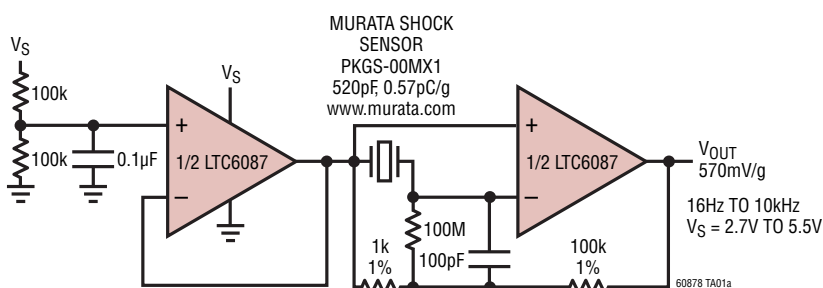 MURATA SHOCK
SENSOR
PKGS-00MX1
520pF, 0.57pC/g
www.murata.com
VS
100k
100k
0.1µF
VS
+
1/2 LTC6087
–
+
1/2 LTC6087
–
VOUT
570mV/g
16Hz TO 10kHz
VS = 2.7V TO 5.5V
100M
100pF
1k
1%
100k
1%
60878 TA01a